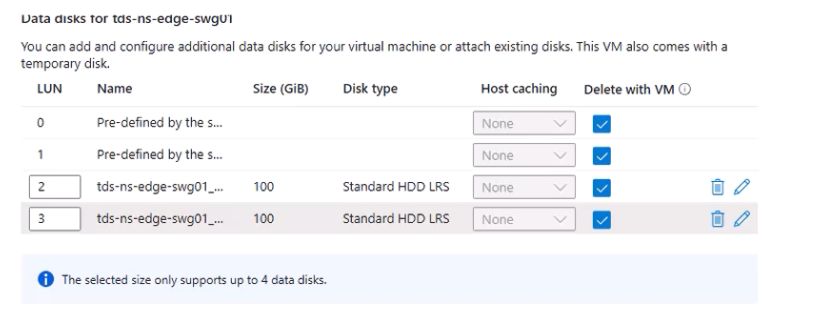 Data disks for tds-ns-edge-swg01
You can add and configure additional data disks for your virtual machine or attach existing disks. This VM also comes with a
temporary disk.
LUN Name Size (GiB) Disk type Host caching Delete with VM
0 Pre-defined by the s... None
1 Pre-defined by the s... None
2 tds-ns-edge-swg01_... 100 Standard HDD LRS None
3 tds-ns-edge-swg01_... 100 Standard HDD LRS None
The selected size only supports up to 4 data disks.